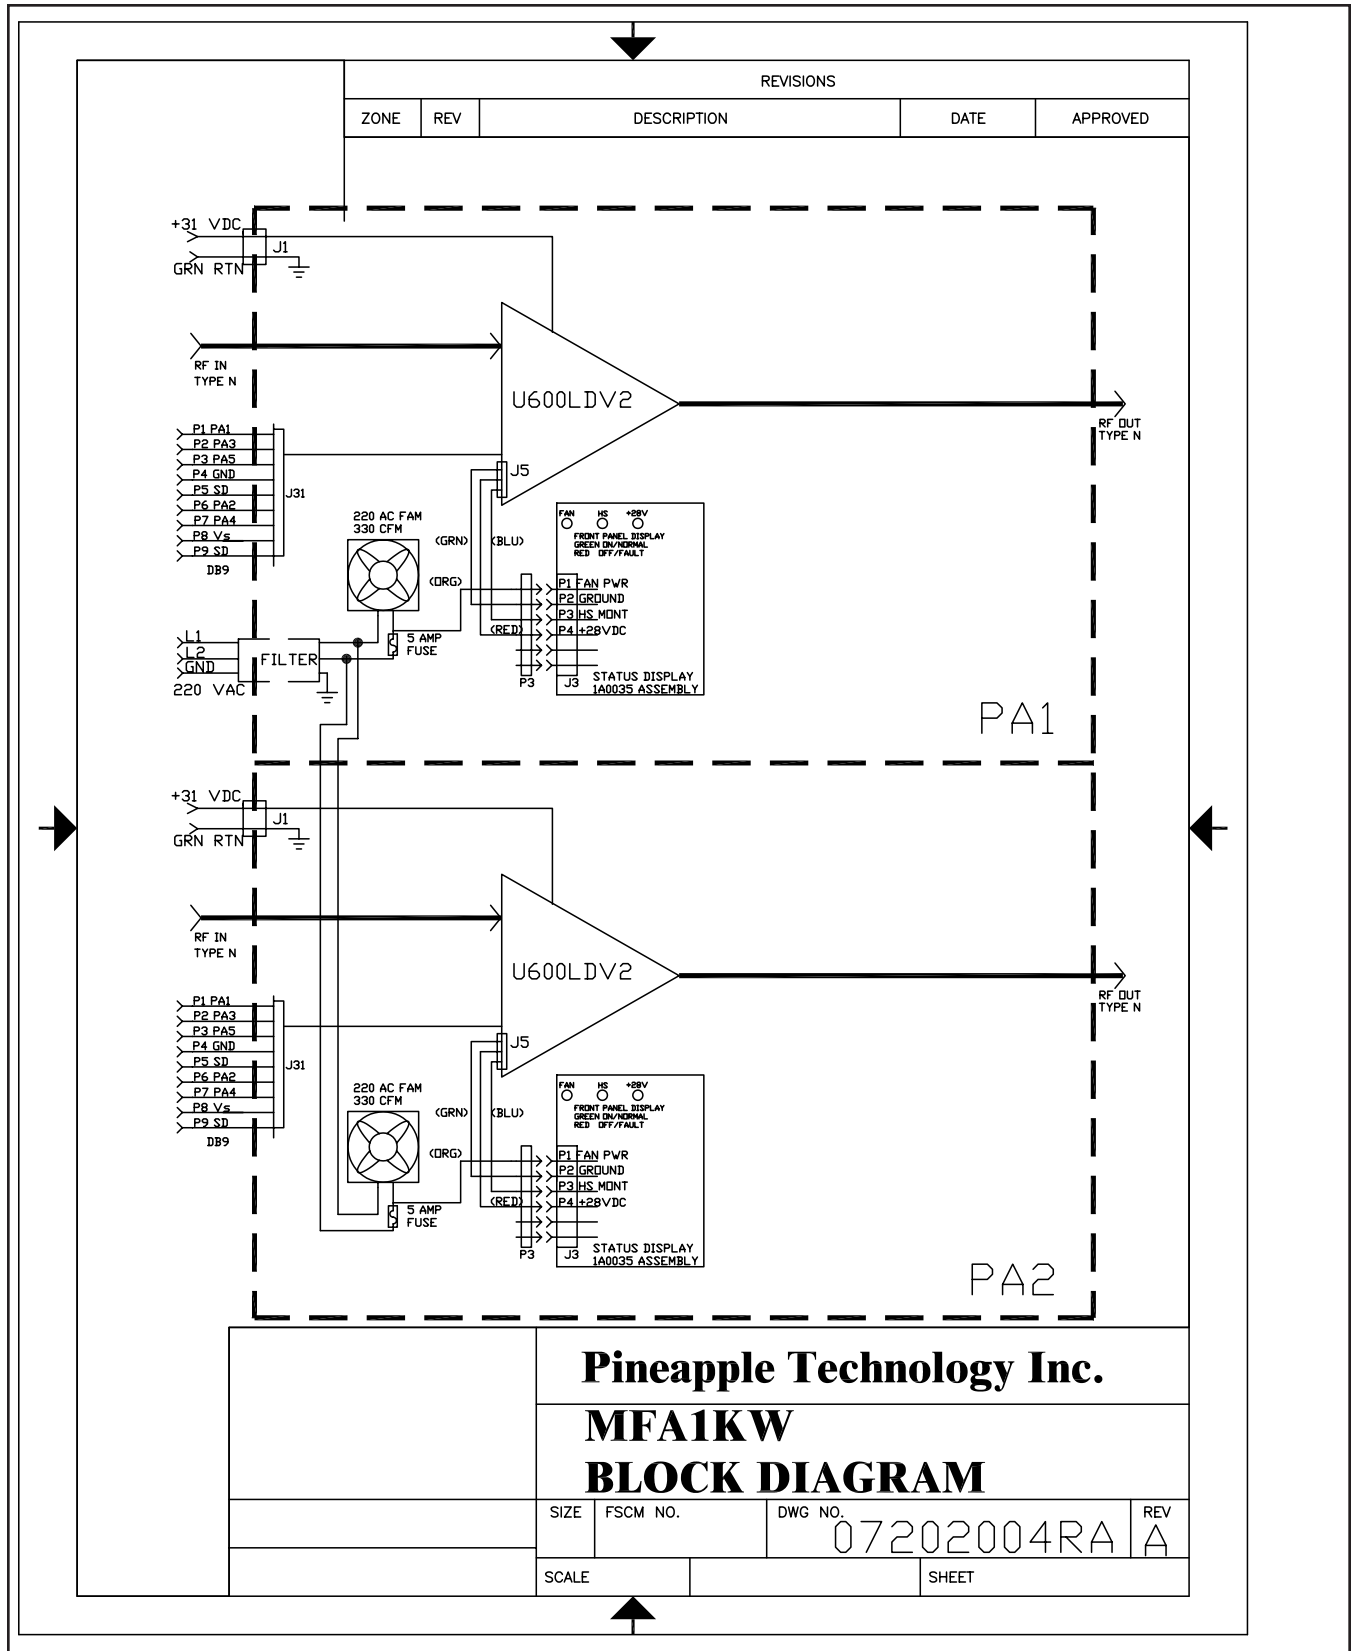 REVISIONS
ZONE REV DESCRIPTION DATE APPROVED
+31 VDC
J1
GRN RTN
RF IN
TYPE N
U600LDV2
RF OUT
TYPE N
P1 PA1
P2 PA3
P3 PA5
P4 GND
P5 SD
P6 PA2
P7 PA4
P8 Vs
P9 SD
DB9
J31
J5
220 AC FAM
330 CFM
(GRN) (BLU)
(ORG)
(RED)
FAN HS +28V
FRONT PANEL DISPLAY
GREEN ON/NORMAL
RED OFF/FAULT
P1 FAN PWR
P2 GROUND
P3 HS MONT
P4 +28VDC
STATUS DISPLAY
1A0035 ASSEMBLY
P3 J3
L1
L2
GND
220 VAC
FILTER
5 AMP
FUSE
PA1
+31 VDC
J1
GRN RTN
RF IN
TYPE N
U600LDV2
RF OUT
TYPE N
P1 PA1
P2 PA3
P3 PA5
P4 GND
P5 SD
P6 PA2
P7 PA4
P8 Vs
P9 SD
DB9
J31
J5
220 AC FAM
330 CFM
(GRN) (BLU)
(ORG)
(RED)
FAN HS +28V
FRONT PANEL DISPLAY
GREEN ON/NORMAL
RED OFF/FAULT
P1 FAN PWR
P2 GROUND
P3 HS MONT
P4 +28VDC
STATUS DISPLAY
1A0035 ASSEMBLY
P3 J3
5 AMP
FUSE
PA2
Pineapple Technology Inc.
MFA1KW
BLOCK DIAGRAM
SIZE FSCM NO. DWG NO. 07202004RA REV A
SCALE SHEET